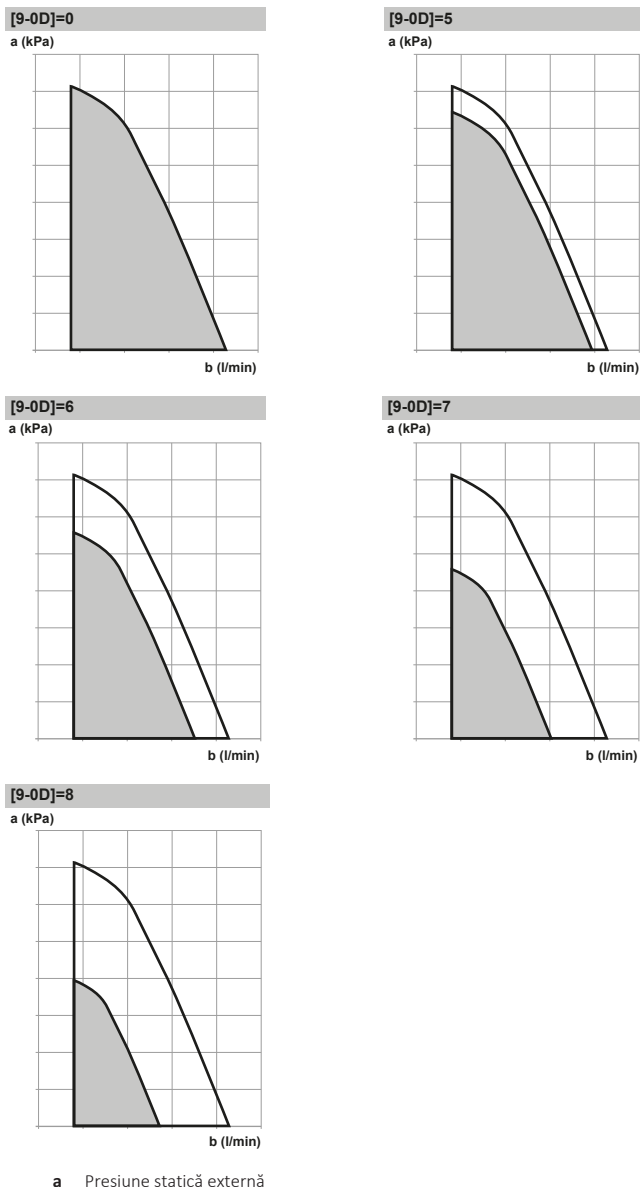 [9-0D]=0
a (kPa)
b (l/min)
[9-0D]=5
a (kPa)
b (l/min)
[9-0D]=6
a (kPa)
b (l/min)
[9-0D]=7
a (kPa)
b (l/min)
[9-0D]=8
a (kPa)
b (l/min)
a Presiune statică externă